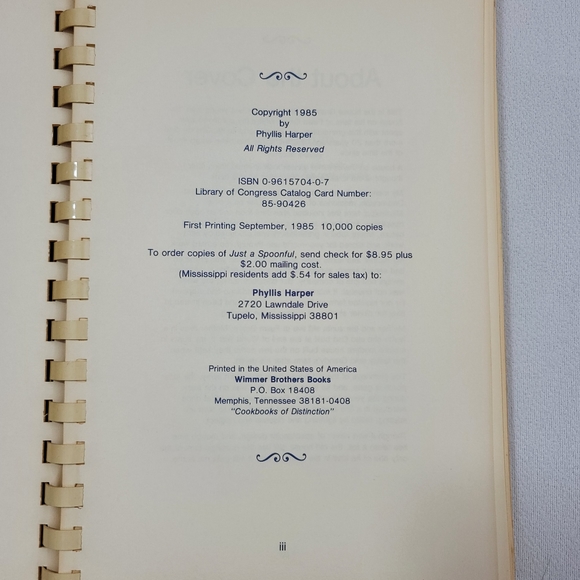 Copyright 1985
by
Phyllis Harper
All Rights Reserved
ISBN 0-9615704-0-7
Library of Congress Catalog Card Number:
85-90426
First Printing September, 1985 10,000 copies
To order copies of Just a Spoonful, send check for $8.95 plus
$2.00 mailing cost.
(Mississippi residents add $.54 for sales tax) to:
Phyllis Harper
2720 Lawndale Drive
Tupelo, Mississippi 38801
Printed in the United States of America
Wimmer Brothers Books
P.O. Box 18408
Memphis, Tennessee 38181-0408
"Cookbooks of Distinction"
iii